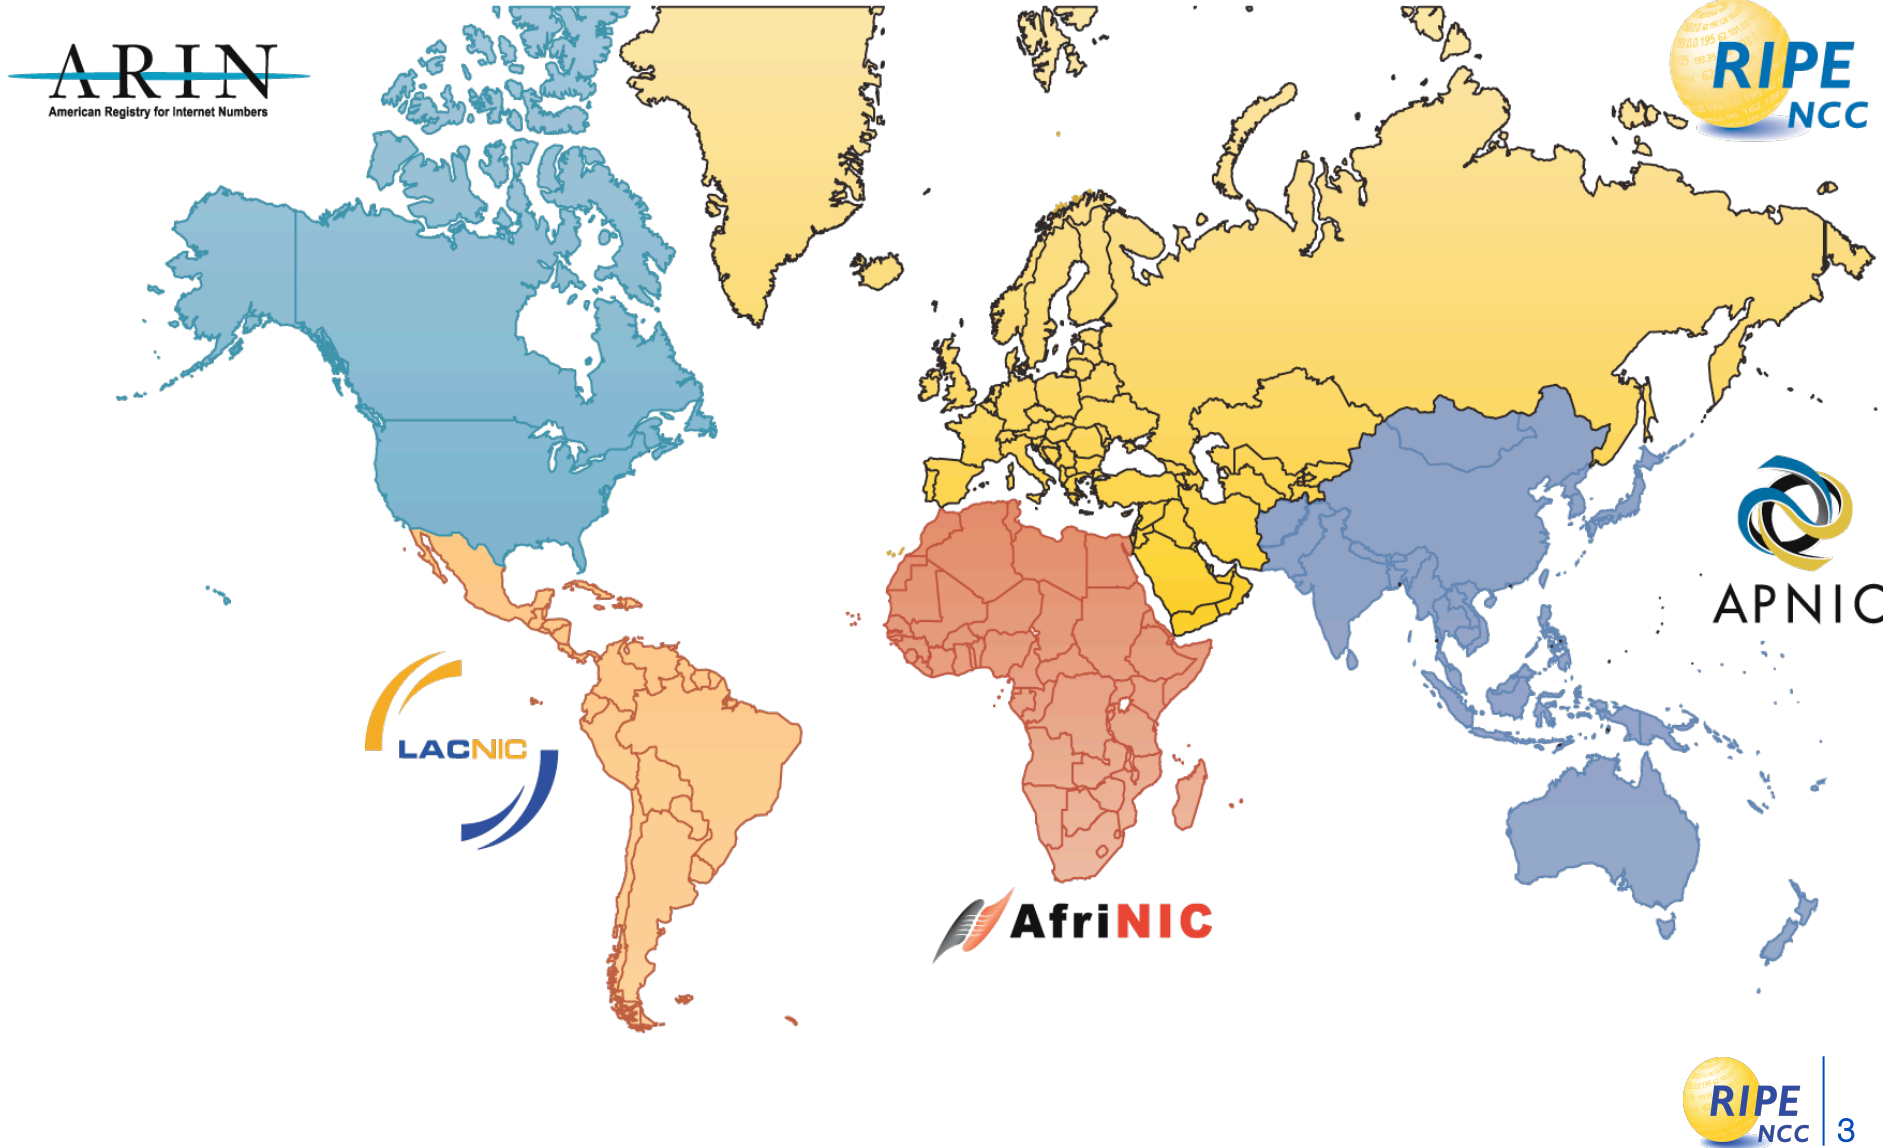 ARIN
American Registry for Internet Numbers
RIPE
NCC
APNIC
LACNIC
AfriNIC
RIPE
NCC
3